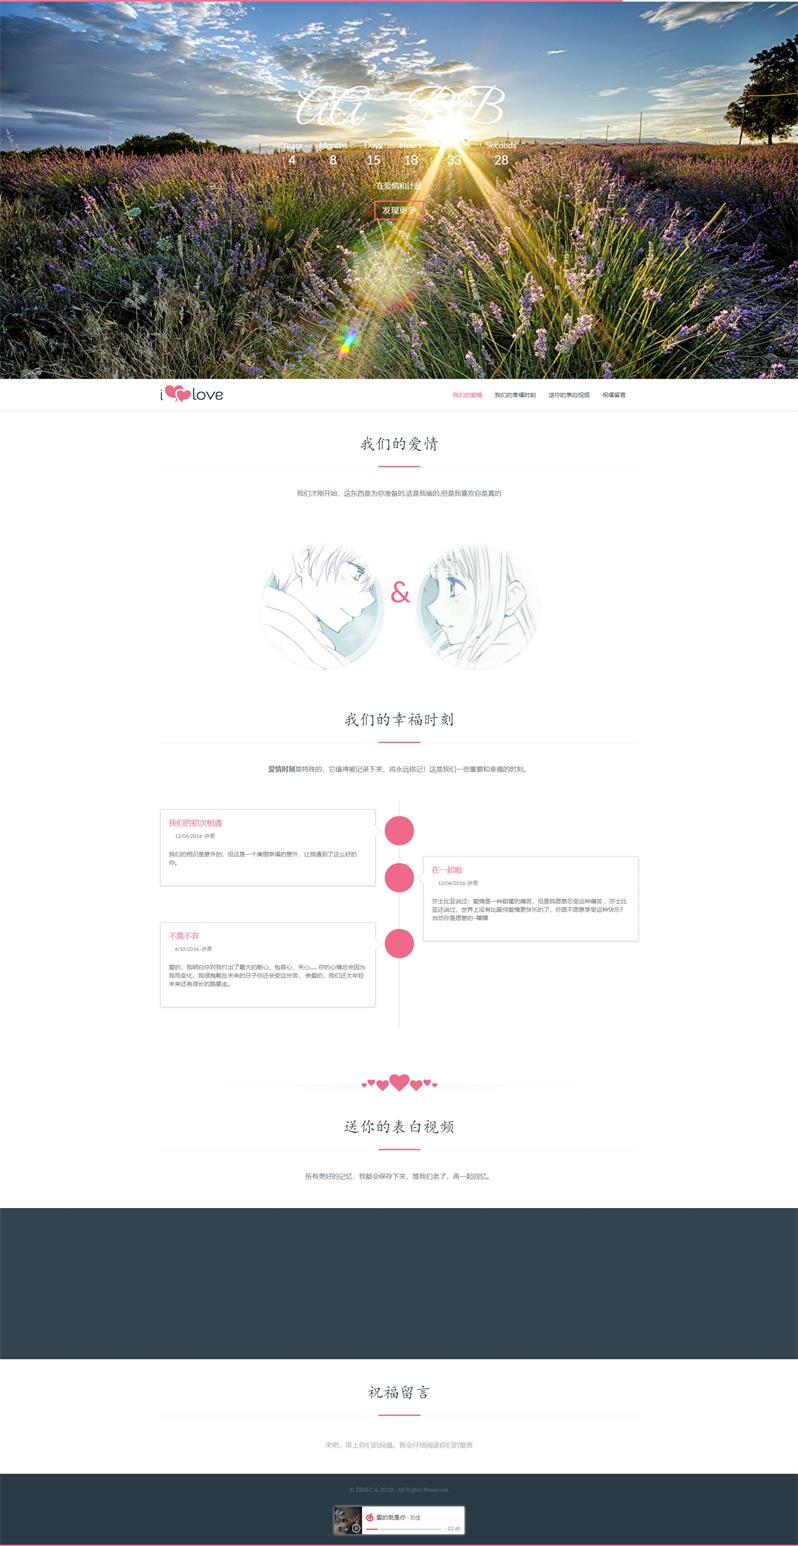 AA BB
Years Months Days Hours Seconds
4 8 15 18 33 28
在爱情和计数
发现更多
i love
我们的爱情 我们的幸福时刻 送你的表白视频 祝福留言
我们的爱情
我们才刚开始，这东西是为你准备的,这是我偷的,但是我喜欢你是真的
&
我们的幸福时刻
爱情时刻是特殊的，它值得被记录下来，将永远铭记！这是我们一些重要和幸福的时刻。
我们的初次相遇
12/06/2016 -许愿
我们的相识是意外的，但这是一个美丽幸福的意外，让我遇到了这么好的
你。
在一起啦
12/06/2016 -许愿
莎士比亚说过：爱情是一种甜蜜的痛苦，但是我愿意忍受这种痛苦 。莎士比
亚还说过，世界上没有比服侍爱情更快乐的了，你愿不愿意享受这种快乐?
当然你是愿意的~嘿嘿
不离不弃
6/15/2016 -许愿
爱的，我明白你对我付出了最大的耐心，包容心，关心..... 你的心情总会因为
我而变化，我很抱歉在未来的日子你还会受这份苦， 亲爱的，我们还太年轻
未来还有很长的路要走。
送你的表白视频
所有美好的记忆，我都会保存下来，等我们老了，再一起回忆。
祝福留言
来吧，带上你们的祝福。我会仔细阅读你们的留言
All Rights Reserved.
爱的就是你 - 刘佳
- 03:48